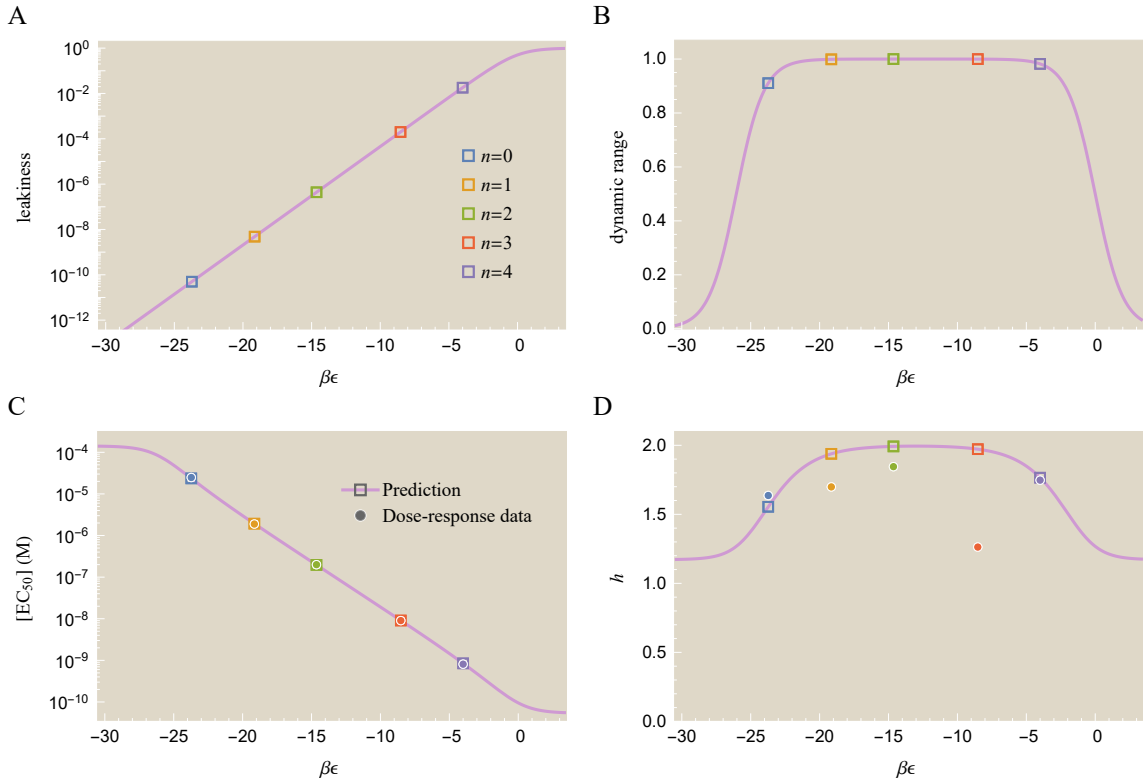 A
leakiness
10⁰
10⁻²
10⁻⁴
10⁻⁶
10⁻⁸
10⁻¹⁰
10⁻¹²
n=0
n=1
n=2
n=3
n=4
−30 −25 −20 −15 −10 −5 0
βϵ
B
dynamic range
1.0
0.8
0.6
0.4
0.2
0.0
−30 −25 −20 −15 −10 −5 0
βϵ
C
[EC₅₀] (M)
10⁻⁴
10⁻⁵
10⁻⁶
10⁻⁷
10⁻⁸
10⁻⁹
10⁻¹⁰
Prediction
Dose-response data
−30 −25 −20 −15 −10 −5 0
βϵ
D
h
2.0
1.5
1.0
0.5
0.0
−30 −25 −20 −15 −10 −5 0
βϵ